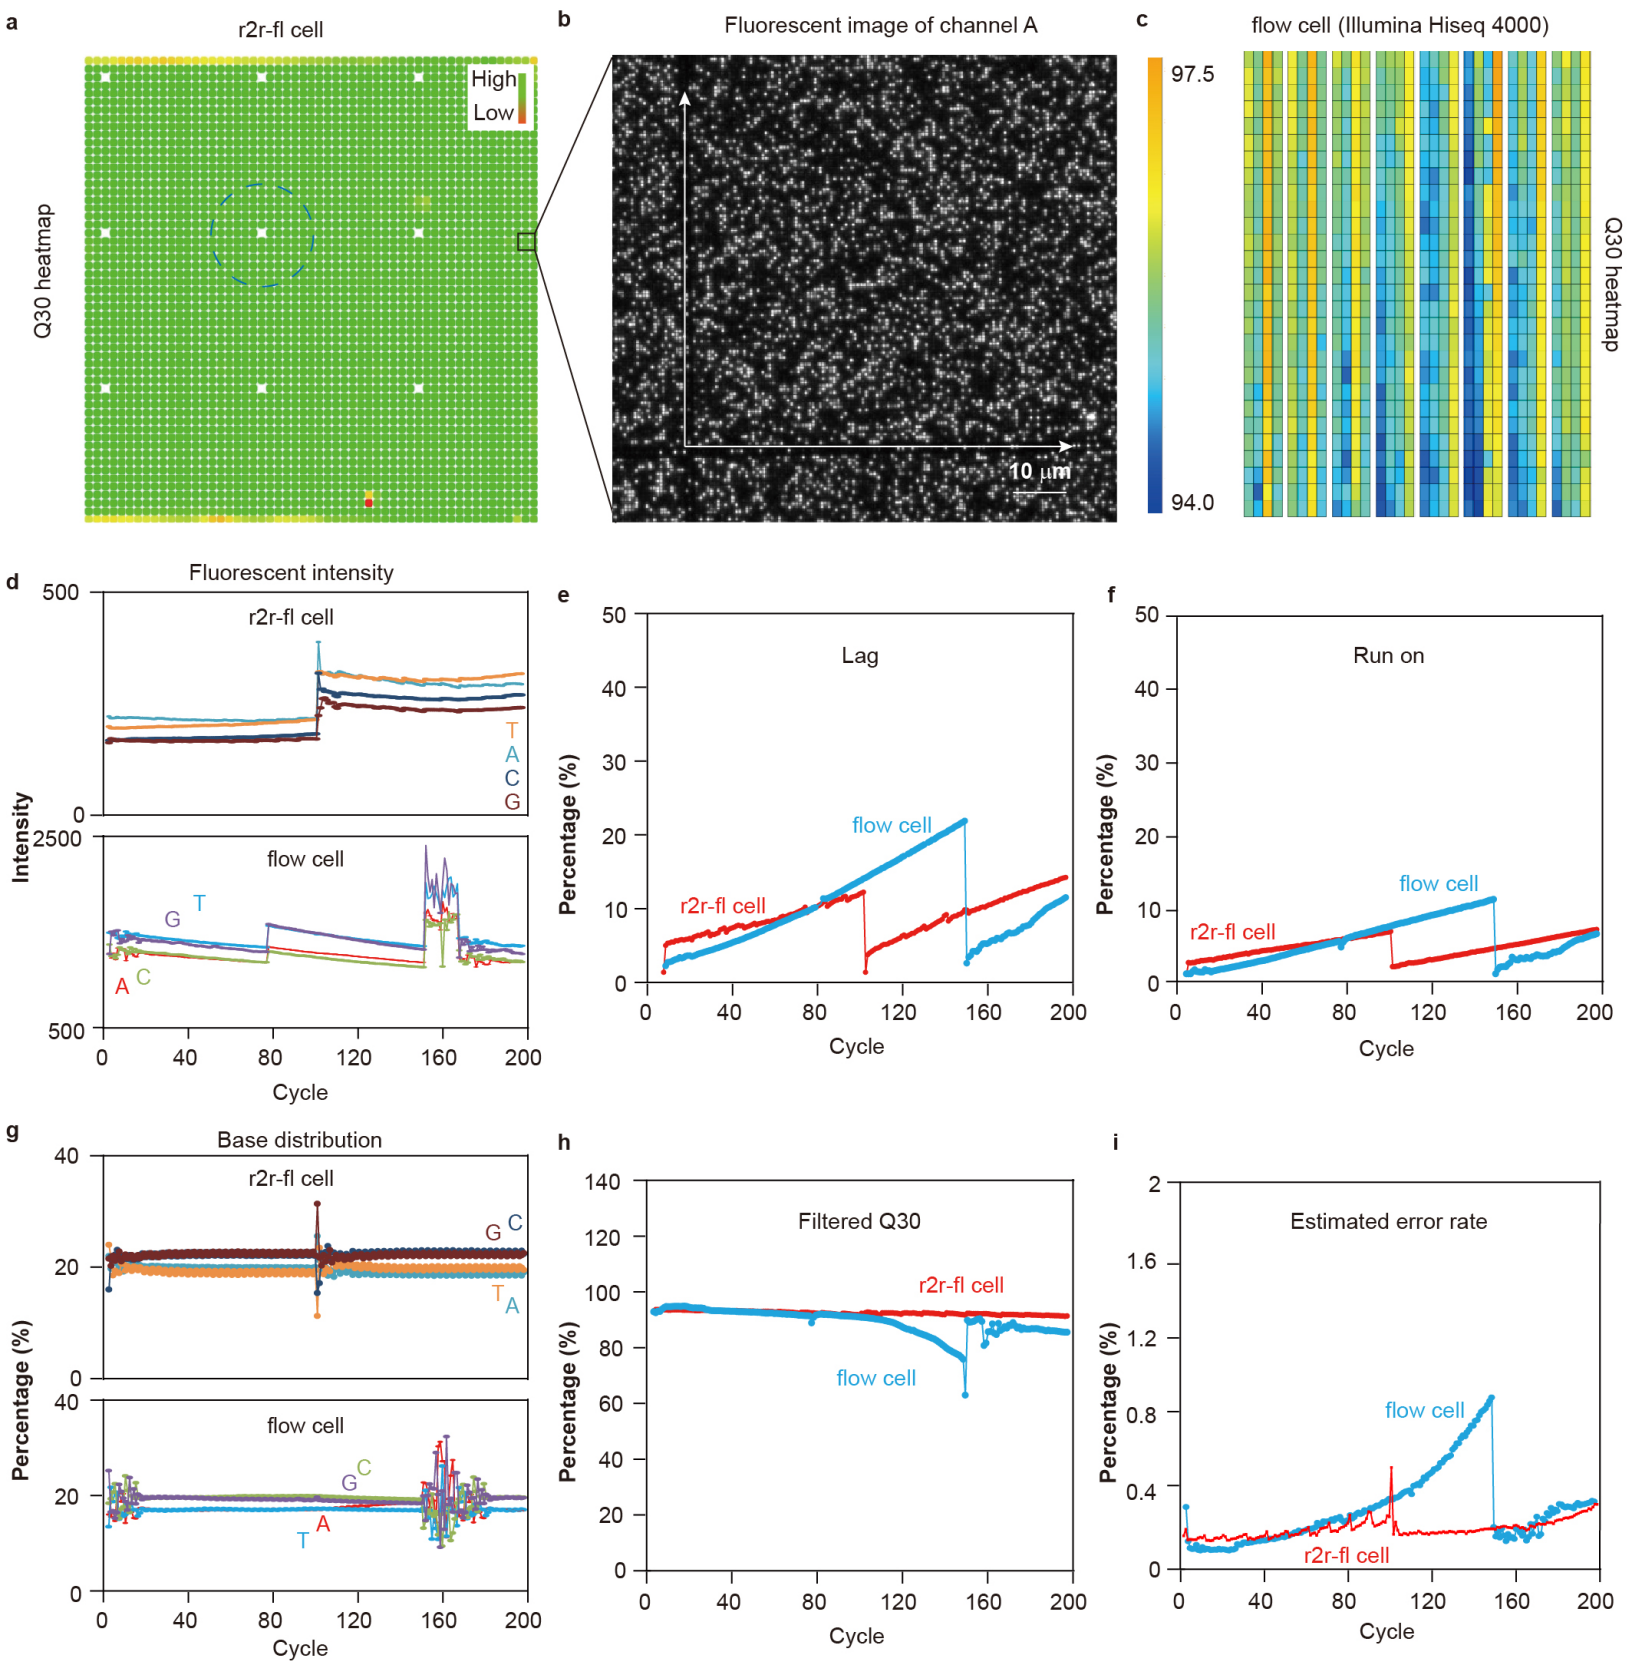 a
r2r-fl cell
High
Low
Q30 heatmap
b
Fluorescent image of channel A
10 μm
c
flow cell (Illumina Hiseq 4000)
97.5
94.0
Q30 heatmap
d
Fluorescent intensity
500
r2r-fl cell
T
A
C
G
0
Intensity
2500
flow cell
T
G
A
C
500
0 40 80 120 160 200
Cycle
e
50
Lag
40
30
flow cell
20
r2r-fl cell
10
0
Percentage (%)
0 40 80 120 160 200
Cycle
f
50
Run on
40
30
20
flow cell
10
r2r-fl cell
0
Percentage (%)
0 40 80 120 160 200
Cycle
g
Base distribution
40
r2r-fl cell
G C
20
T A
0
Percentage (%)
40
flow cell
G C
20
T A
0
0 40 80 120 160 200
Cycle
h
140
Filtered Q30
120
r2r-fl cell
100
80
flow cell
60
40
20
0
Percentage (%)
0 40 80 120 160 200
Cycle
i
2
Estimated error rate
1.6
1.2
flow cell
0.8
0.4
r2r-fl cell
0
Percentage (%)
0 40 80 120 160 200
Cycle